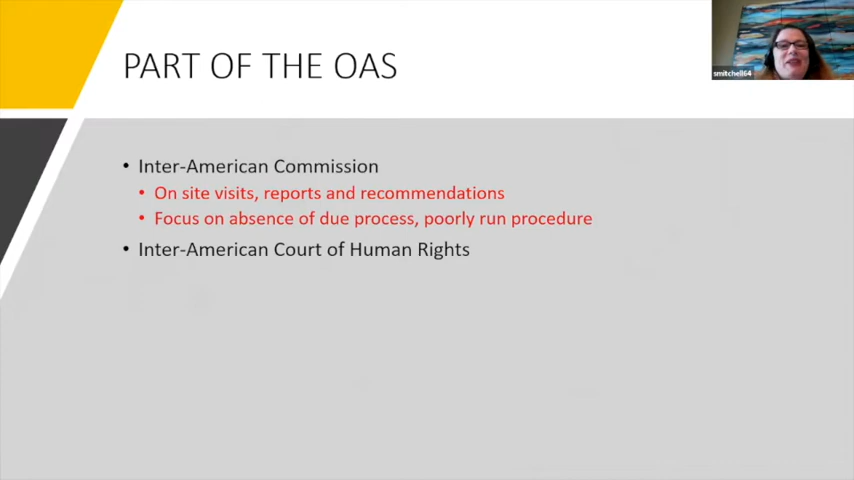 PART OF THE OAS
smitchell64
• Inter-American Commission
• On site visits, reports and recommendations
• Focus on absence of due process, poorly run procedure
• Inter-American Court of Human Rights